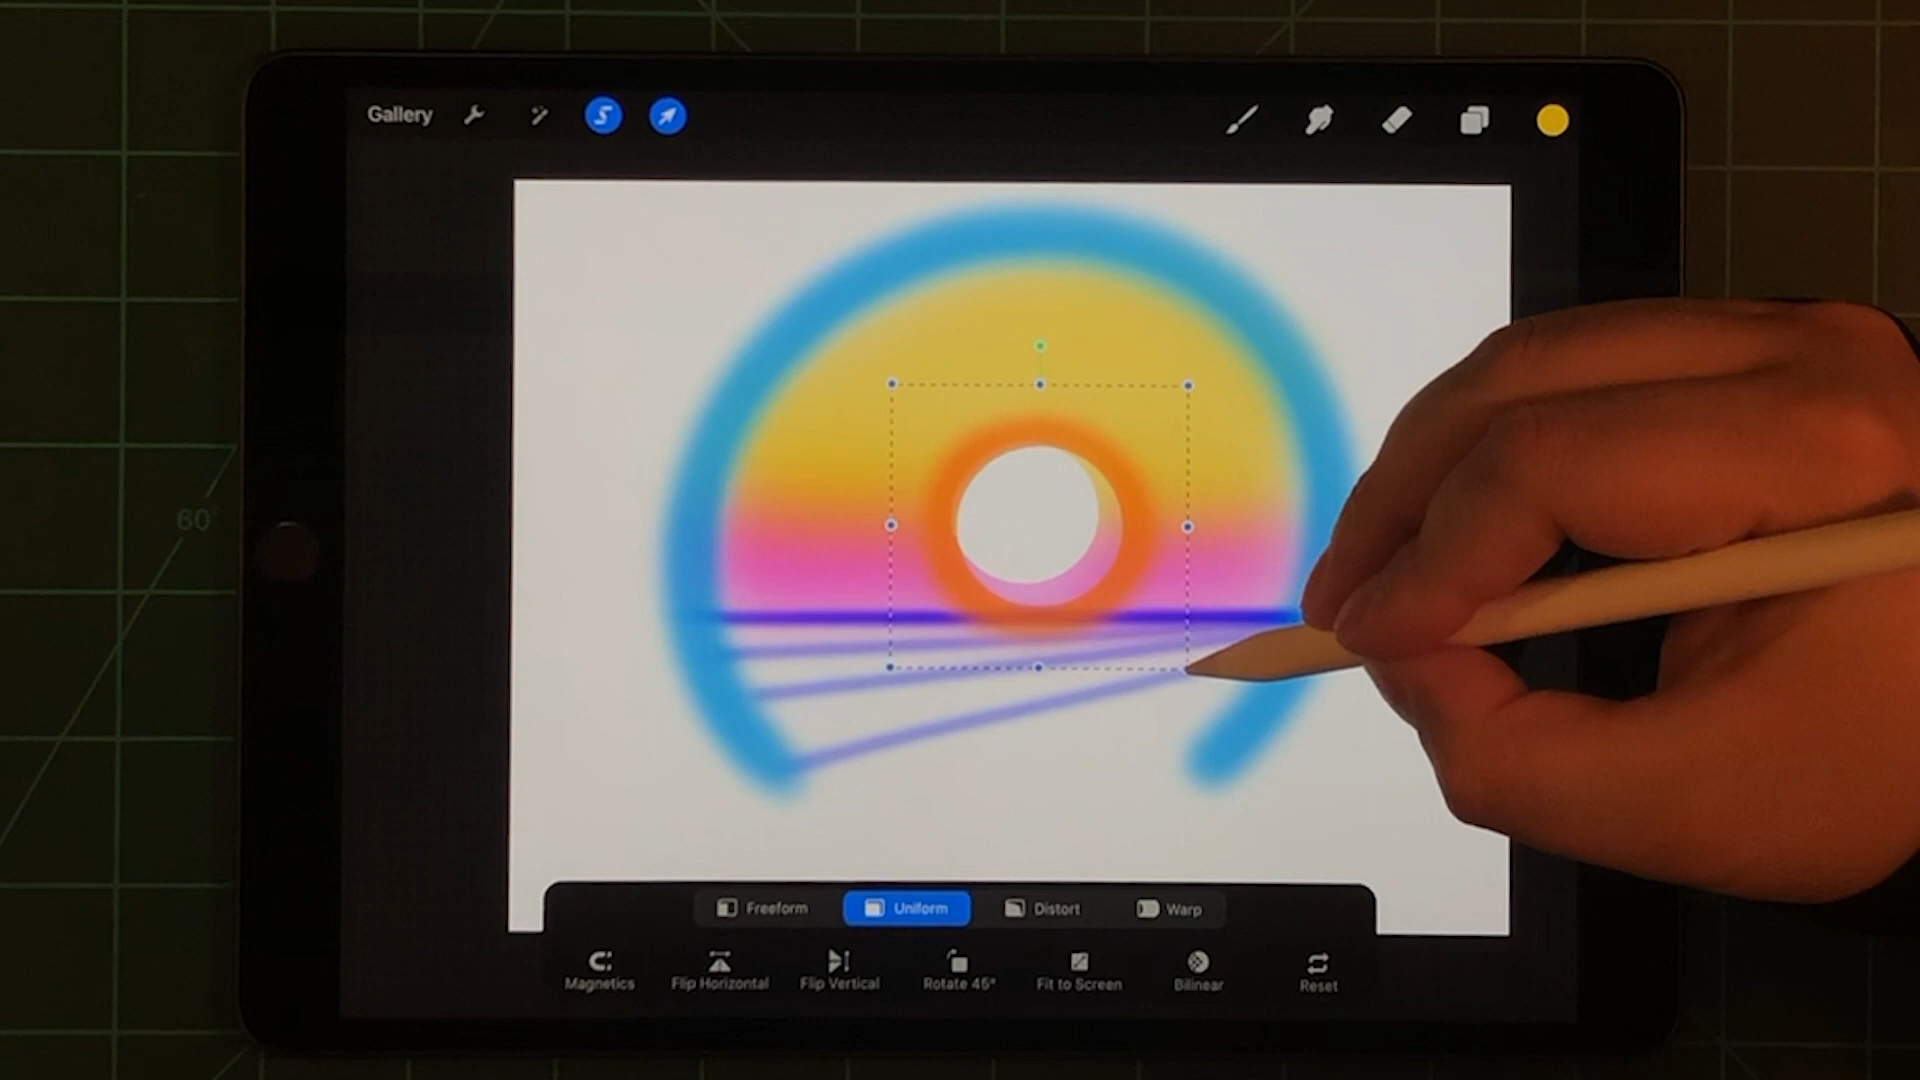 Gallery
60°
Freeform Uniform Distort Warp
Magnetics Flip Horizontal Flip Vertical Rotate 45° Fit to Screen Bilinear Reset